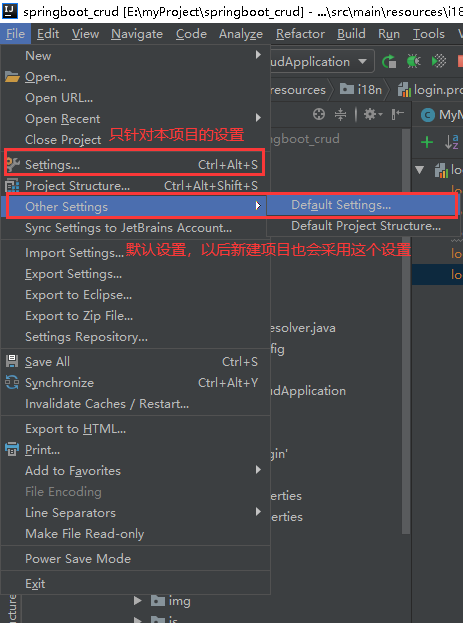 springboot_crud [E:\myProject\springboot_crud] - ...\src\main\resources\i18
File Edit View Navigate Code Analyze Refactor Build Run Tools
New
udApplication
Open...
resources i18n login.pro
Open URL...
Open Recent
MyM
Close Project 只针对本项目的设置
ngboot_crud
Settings... Ctrl+Alt+S
Project Structure... Ctrl+Alt+Shift+S
Other Settings
Default Settings...
Sync Settings to JetBrains Account...
Default Project Structure...
Import Settings... 默认设置，以后新建项目也会采用这个设置
lo
Export Settings...
lo
Export to Eclipse...
Export to Zip File...
esolver.java
Settings Repository...
fig
Save All Ctrl+S
Synchronize Ctrl+Alt+Y
udApplication
Invalidate Caches / Restart...
Export to HTML...
Print...
gin'
Add to Favorites
File Encoding
erties
Line Separators
erties
Make File Read-only
Power Save Mode
Exit
img
is